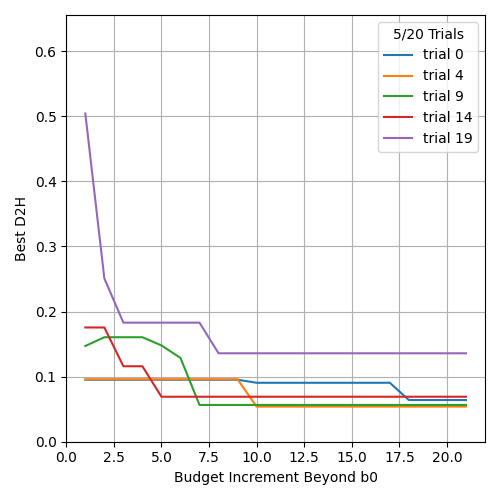 5/20 Trials
trial 0
trial 4
trial 9
trial 14
trial 19
Best D2H
0.6
0.5
0.4
0.3
0.2
0.1
0.0
0.0 2.5 5.0 7.5 10.0 12.5 15.0 17.5 20.0
Budget Increment Beyond b0